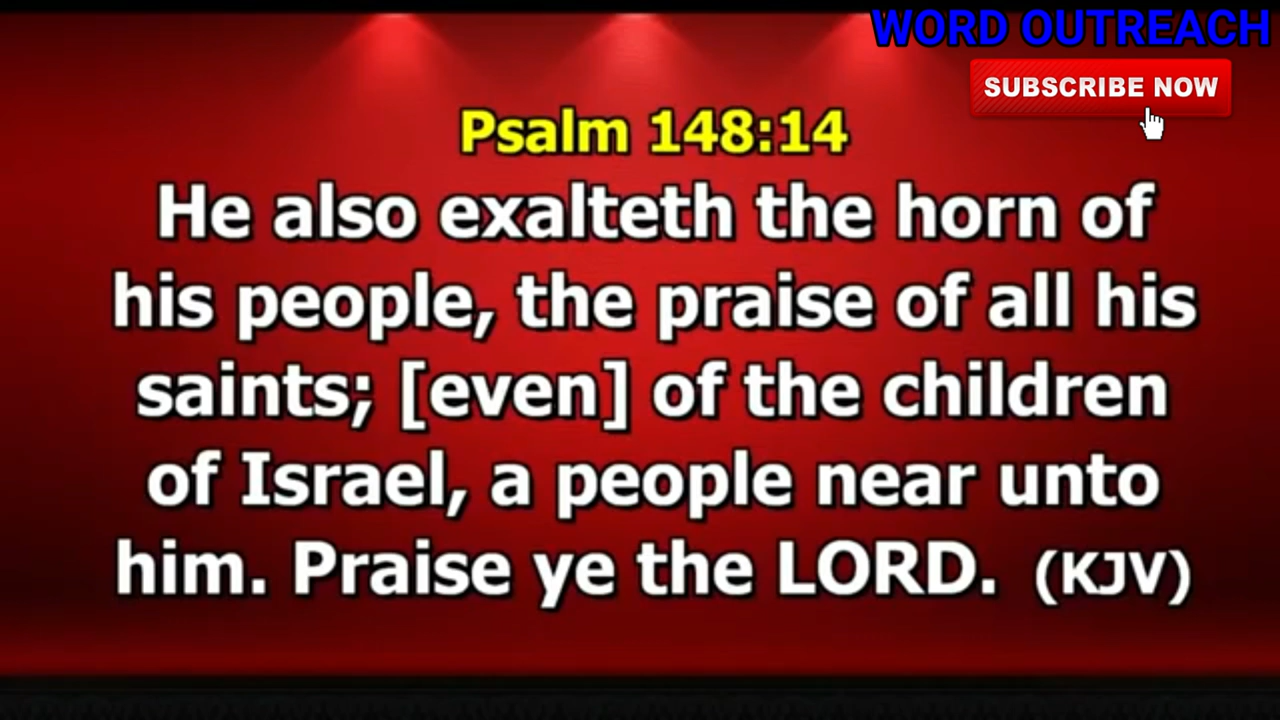 WORD OUTREACH
SUBSCRIBE NOW
Psalm 148:14
He also exalteth the horn of
his people, the praise of all his
saints; [even] of the children
of Israel, a people near unto
him. Praise ye the LORD. (KJV)